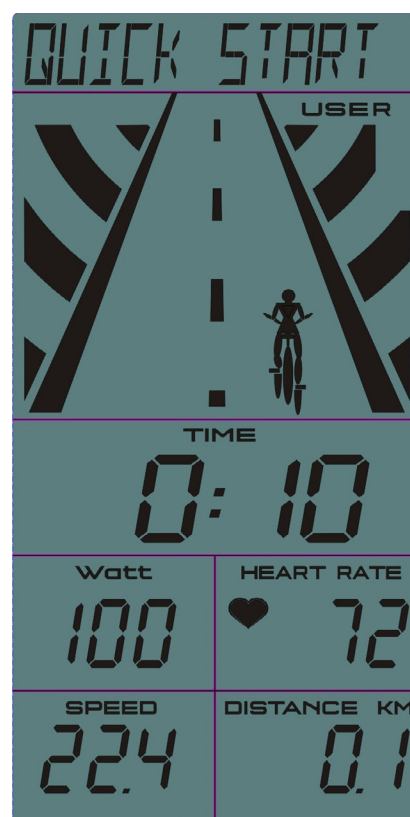 QUICK START
USER
TIME
0:10
Watt
HEART RATE
100
72
SPEED
DISTANCE KM
22.4
0.1